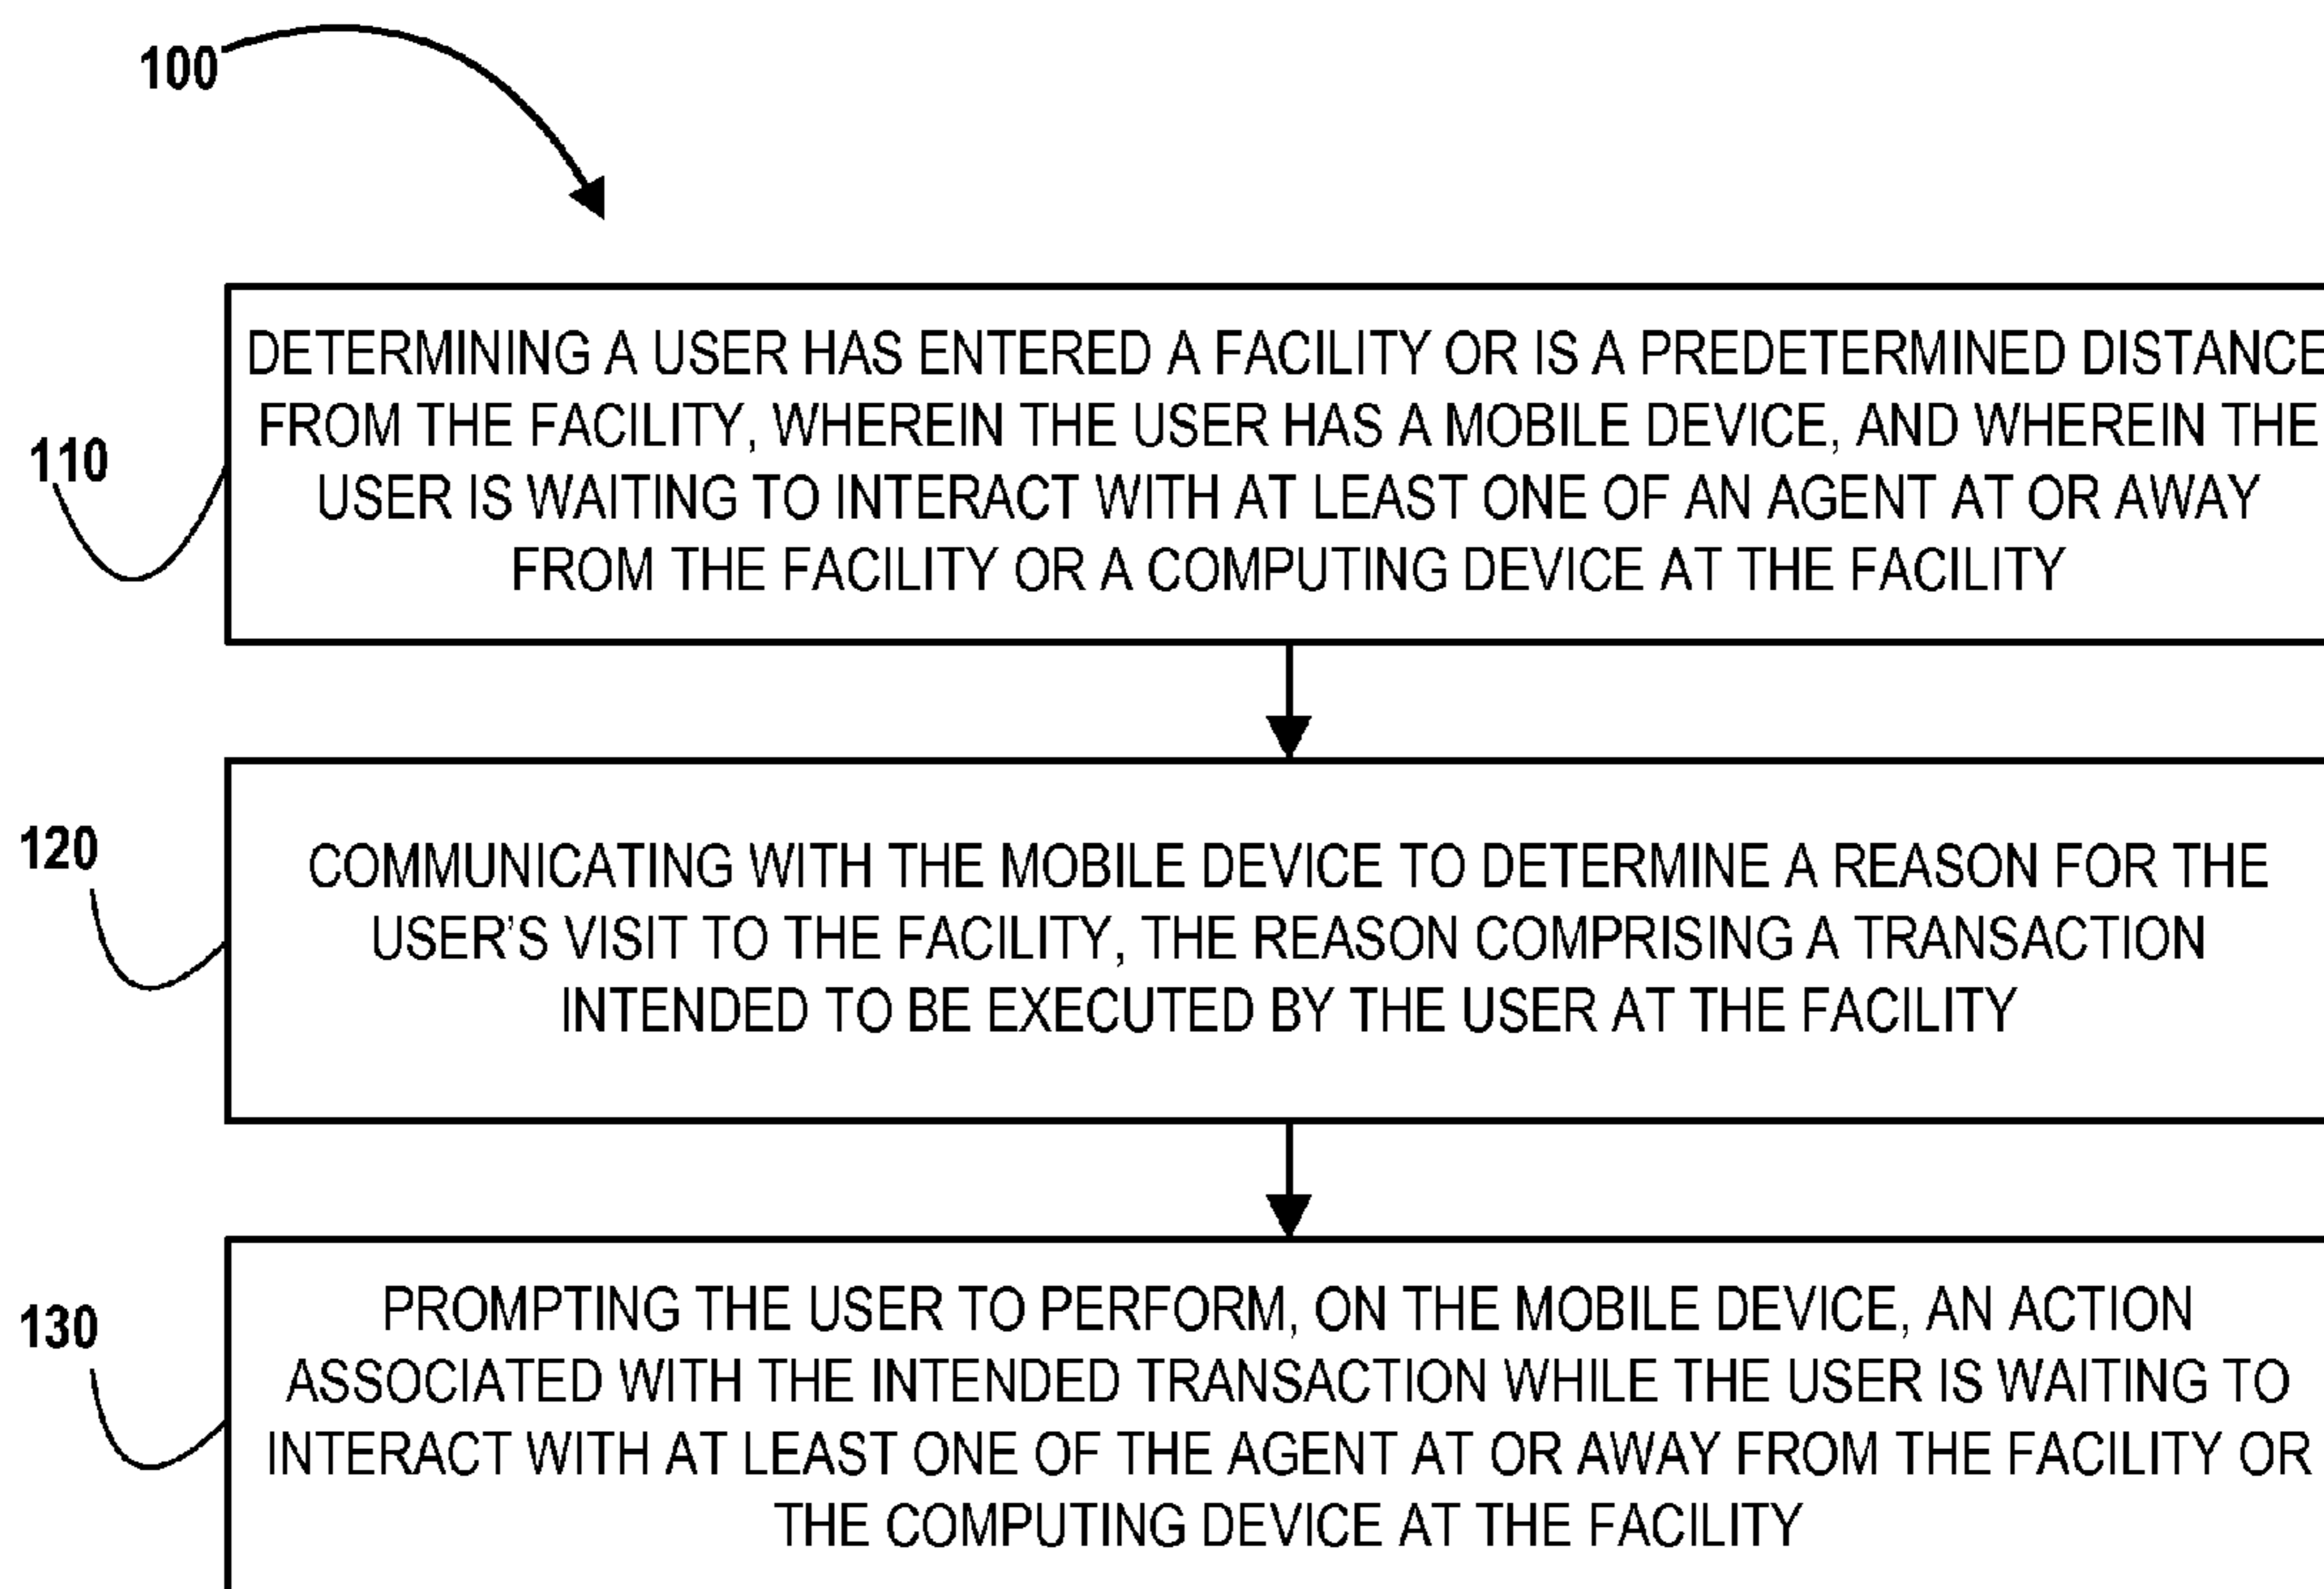 100
DETERMINING A USER HAS ENTERED A FACILITY OR IS A PREDETERMINED DISTANCE
FROM THE FACILITY, WHEREIN THE USER HAS A MOBILE DEVICE, AND WHEREIN THE
110
USER IS WAITING TO INTERACT WITH AT LEAST ONE OF AN AGENT AT OR AWAY
FROM THE FACILITY OR A COMPUTING DEVICE AT THE FACILITY
120
COMMUNICATING WITH THE MOBILE DEVICE TO DETERMINE A REASON FOR THE
USER'S VISIT TO THE FACILITY, THE REASON COMPRISING A TRANSACTION
INTENDED TO BE EXECUTED BY THE USER AT THE FACILITY
130
PROMPTING THE USER TO PERFORM, ON THE MOBILE DEVICE, AN ACTION
ASSOCIATED WITH THE INTENDED TRANSACTION WHILE THE USER IS WAITING TO
INTERACT WITH AT LEAST ONE OF THE AGENT AT OR AWAY FROM THE FACILITY OR
THE COMPUTING DEVICE AT THE FACILITY